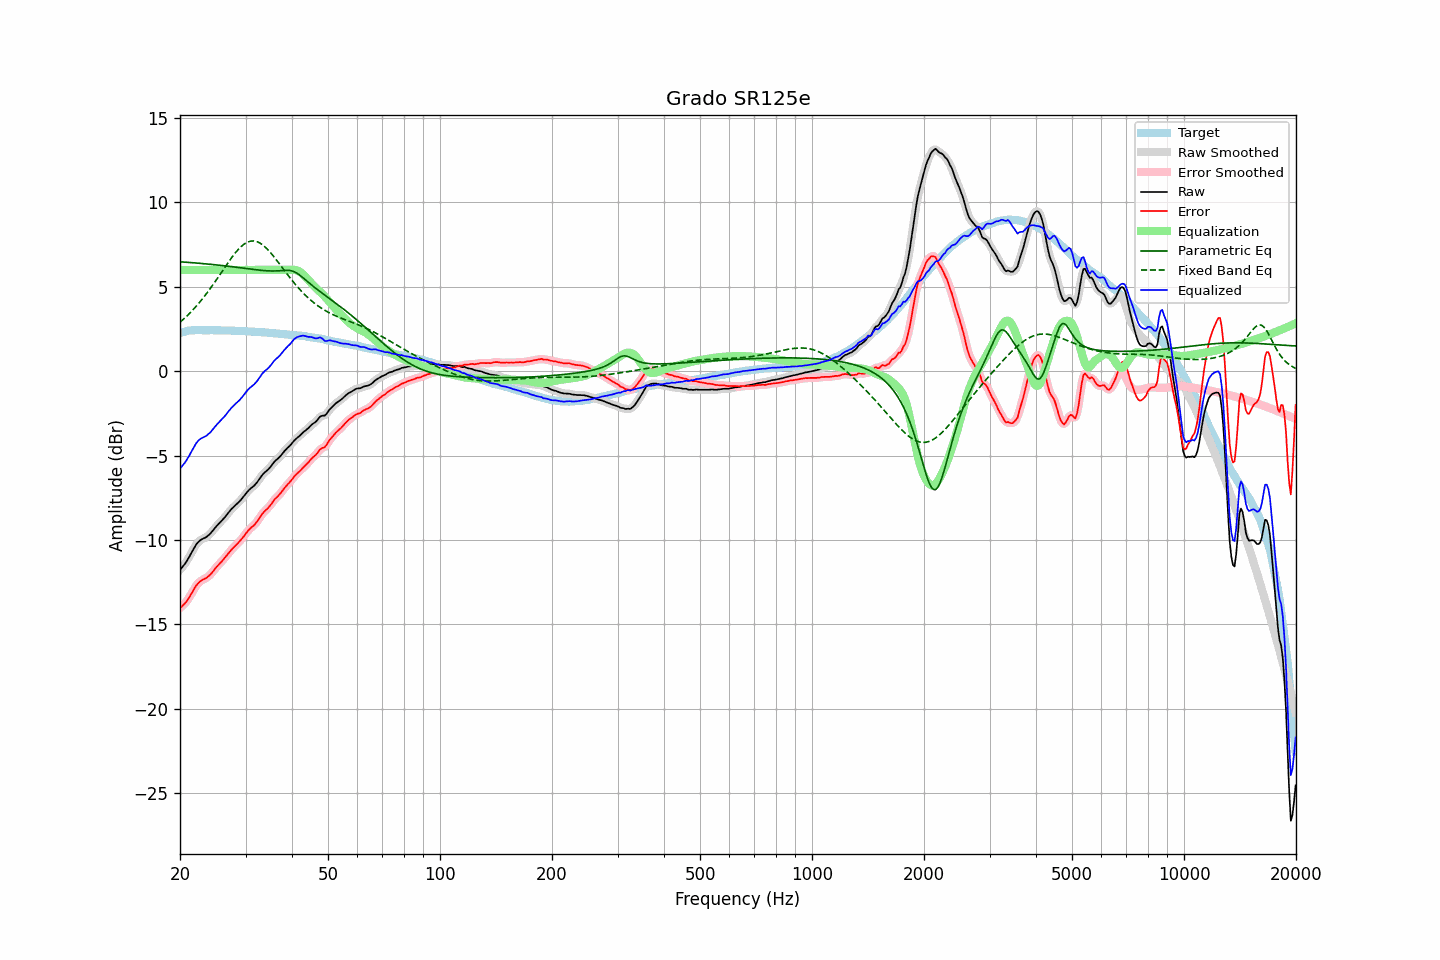 Grado SR125e
Target
Raw Smoothed
Error Smoothed
Raw
Error
Equalization
Parametric Eq
Fixed Band Eq
Equalized
15
10
5
0
−5
−10
−15
−20
−25
Amplitude (dBr)
20 50 100 200 500 1000 2000 5000 10000 20000
Frequency (Hz)